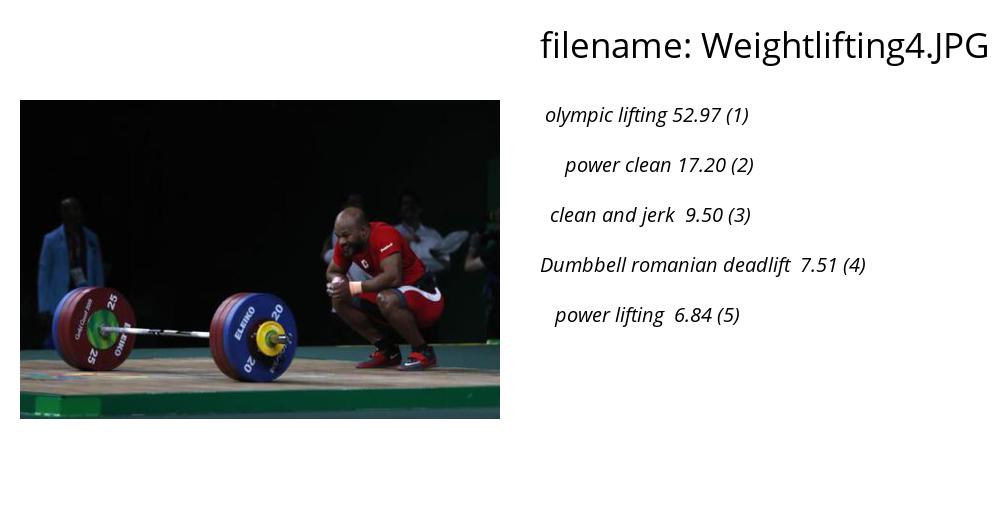 filename: Weightlifting4.JPG
olympic lifting 52.97 (1)
power clean 17.20 (2)
clean and jerk 9.50 (3)
Dumbbell romanian deadlift 7.51 (4)
power lifting 6.84 (5)
25
25
ELEIKO
ELEIKO
20
20